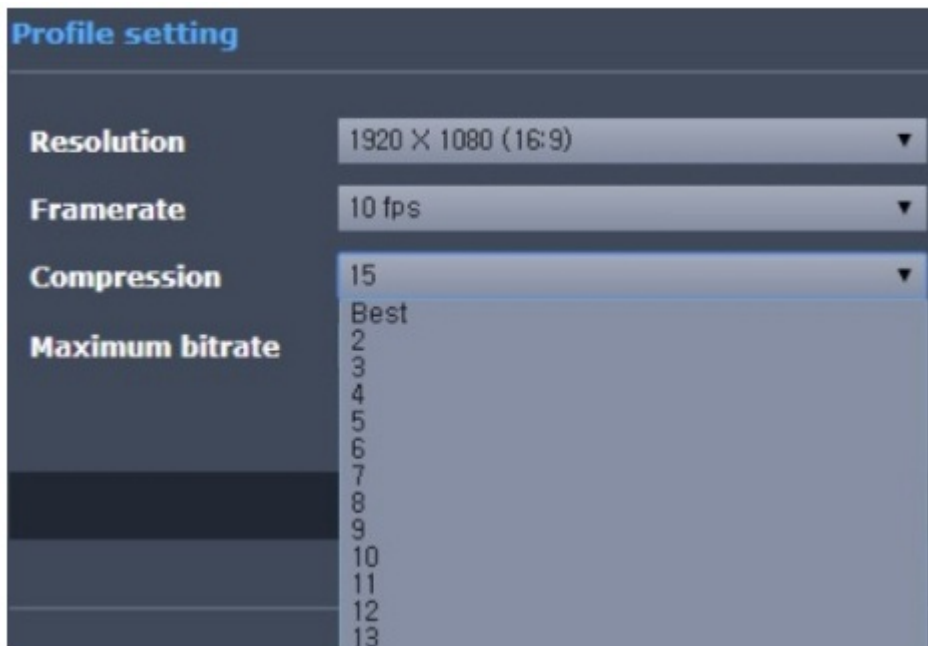 Profile setting
Resolution 1920 X 1080 (16:9)
Framerate 10 fps
Compression 15
Best
Maximum bitrate
2
3
4
5
6
7
8
9
10
11
12
13